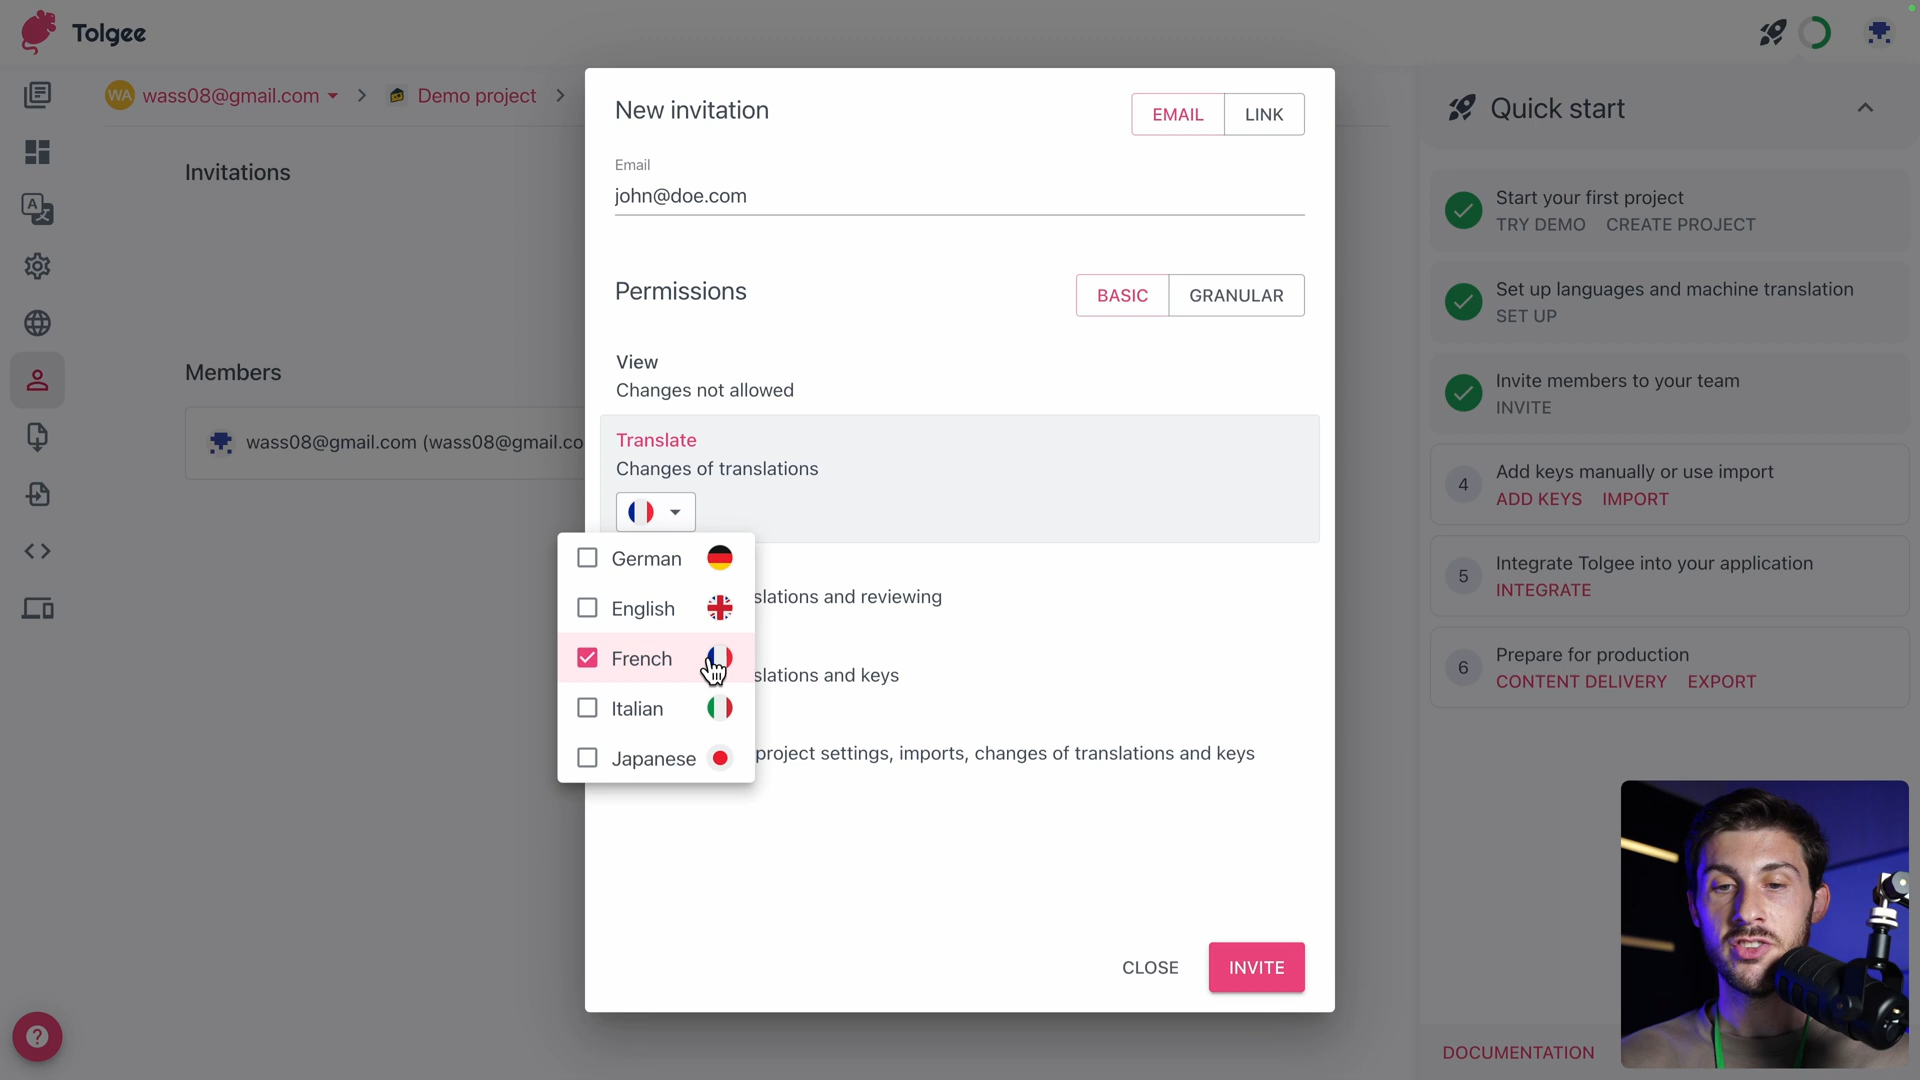 Tolgee
WA wass08@gmail.com
Demo project
Invitations
Members
wass08@gmail.com (wass08@gmail.co
New invitation
EMAIL
LINK
Email
john@doe.com
Permissions
BASIC
GRANULAR
View
Changes not allowed
Translate
Changes of translations
German
English
French
Italian
Japanese
slations and reviewing
slations and keys
project settings, imports, changes of translations and keys
CLOSE
INVITE
Quick start
Start your first project
TRY DEMO CREATE PROJECT
Set up languages and machine translation
SET UP
Invite members to your team
INVITE
4
Add keys manually or use import
ADD KEYS IMPORT
5
Integrate Tolgee into your application
INTEGRATE
6
Prepare for production
CONTENT DELIVERY EXPORT
DOCUMENTATION
?